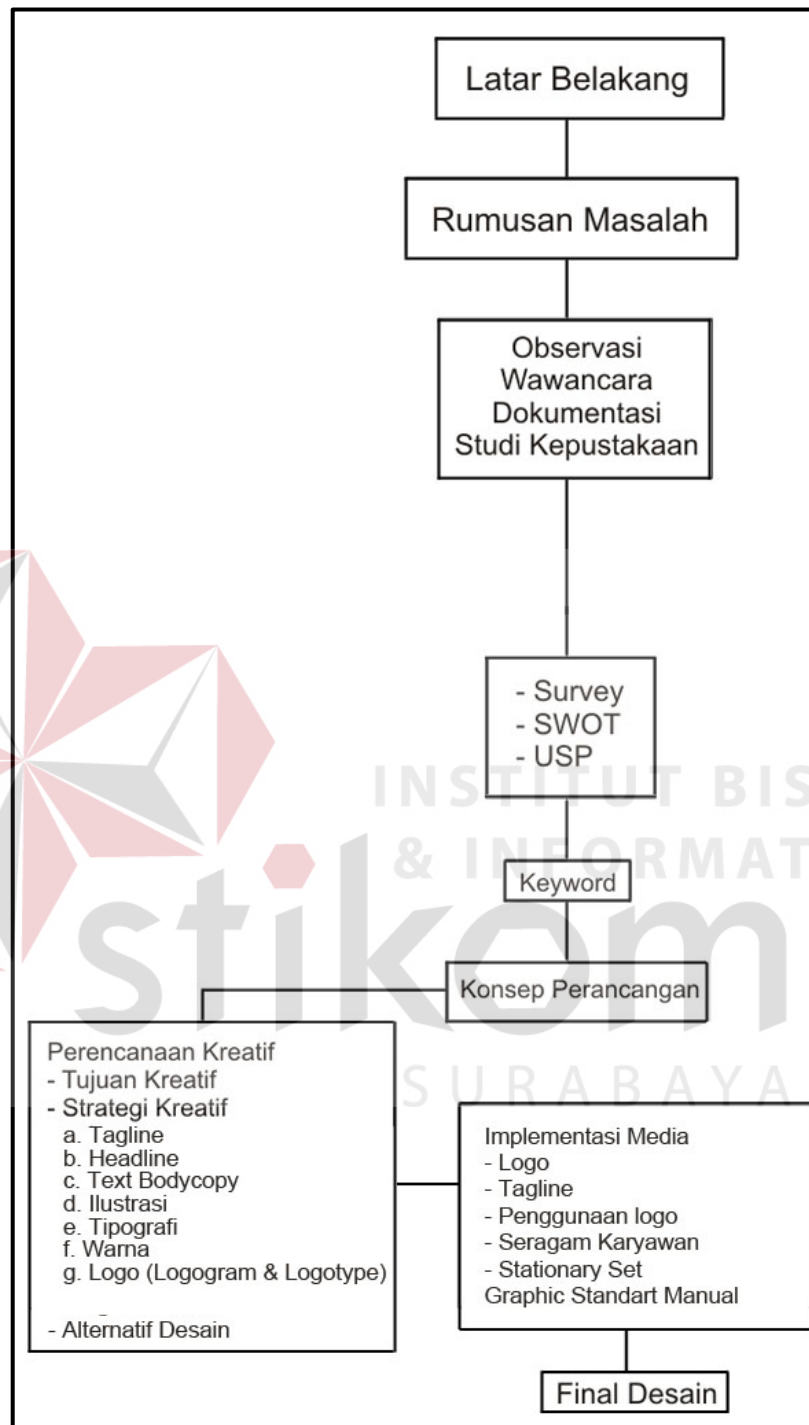 Latar Belakang
Rumusan Masalah
Observasi
Wawancara
Dokumentasi
Studi Kepustakaan
- Survey
- SWOT
- USP
INSTITUT BIS
& INFORMAT
Keyword
stikom
Konsep Perancangan
SURABAYA
Perencanaan Kreatif
- Tujuan Kreatif
- Strategi Kreatif
a. Tagline
b. Headline
c. Text Bodycopy
d. Ilustrasi
e. Tipografi
f. Warna
g. Logo (Logogram & Logotype)
- Alternatif Desain
Implementasi Media
- Logo
- Tagline
- Penggunaan logo
- Seragam Karyawan
- Stationary Set
Graphic Standart Manual
Final Desain